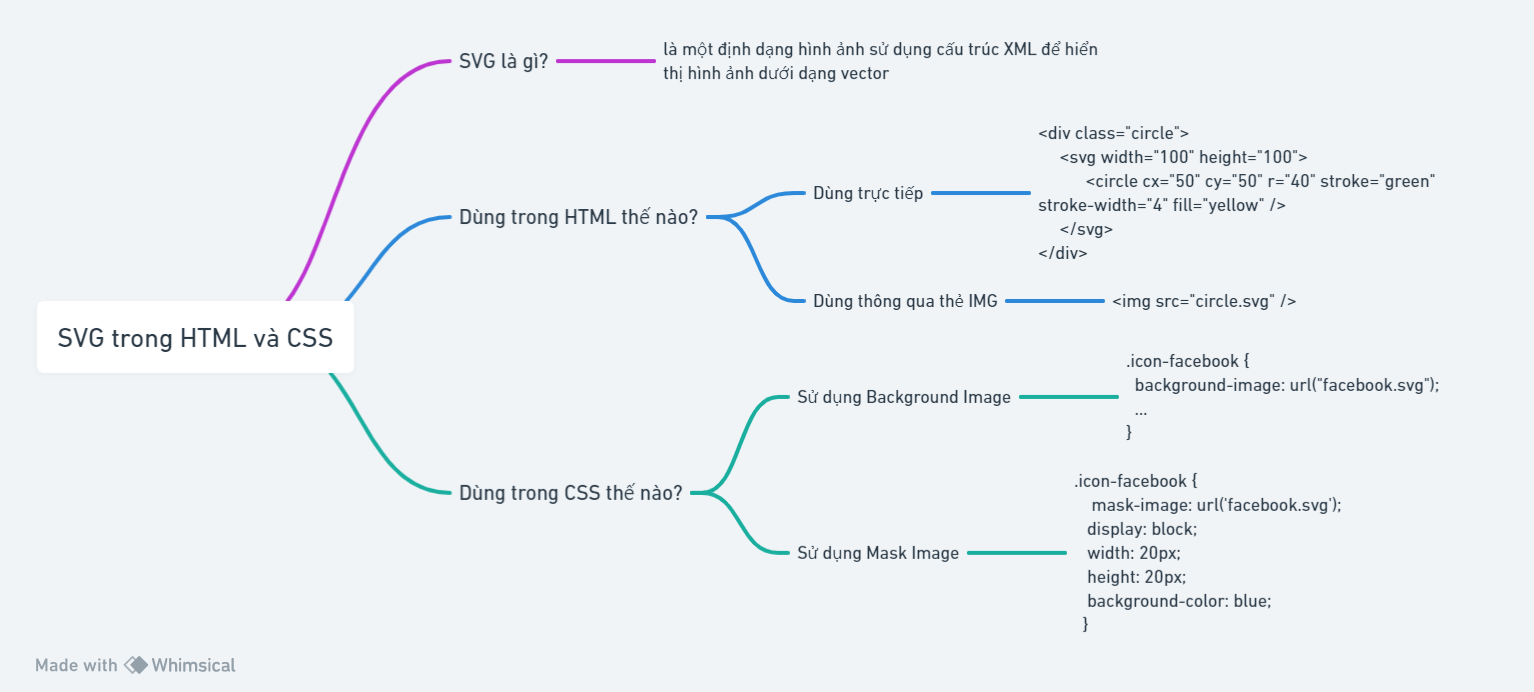 SVG trong HTML và CSS
SVG là gì?
là một định dạng hình ảnh sử dụng cấu trúc XML để hiển
thị hình ảnh dưới dạng vector
Dùng trong HTML thế nào?
Dùng trực tiếp
<div class="circle">
<svg width="100" height="100">
<circle cx="50" cy="50" r="40" stroke="green"
stroke-width="4" fill="yellow" />
</svg>
</div>
Dùng thông qua thẻ IMG
<img src="circle.svg" />
Dùng trong CSS thế nào?
Sử dụng Background Image
.icon-facebook {
background-image: url("facebook.svg");
...
}
Sử dụng Mask Image
.icon-facebook {
mask-image: url('facebook.svg');
display: block;
width: 20px;
height: 20px;
background-color: blue;
}
Made with Whimsical